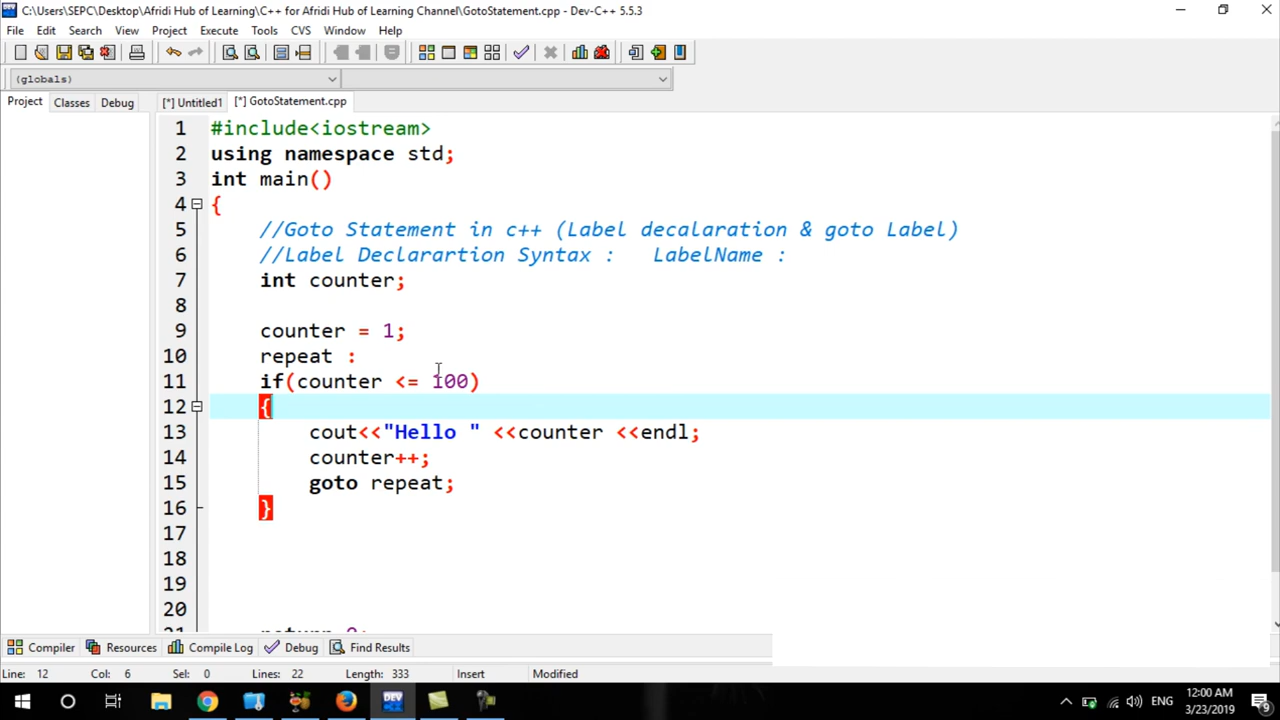 C:\Users\SEPC\Desktop\Afridi Hub of Learning\C++ for Afridi Hub of Learning Channel\GotoStatement.cpp - Dev-C++ 5.5.3
File Edit Search View Project Execute Tools CVS Window Help
(globals)
Project Classes Debug [*] Untitled1 [*] GotoStatement.cpp
1 #include<iostream>
2 using namespace std;
3 int main()
4 {
5 //Goto Statement in c++ (Label decalaration & goto Label)
6 //Label Declarartion Syntax : LabelName :
7 int counter;
8
9 counter = 1;
10 repeat :
11 if(counter <= 100)
12 {
13 cout<<"Hello " <<counter <<endl;
14 counter++;
15 goto repeat;
16 }
17
18
19
20
Compiler Resources Compile Log Debug Find Results
Line: 12 Col: 6 Sel: 0 Lines: 22 Length: 333 Insert Modified
DEV ENG 12:00 AM
3/23/2019 9